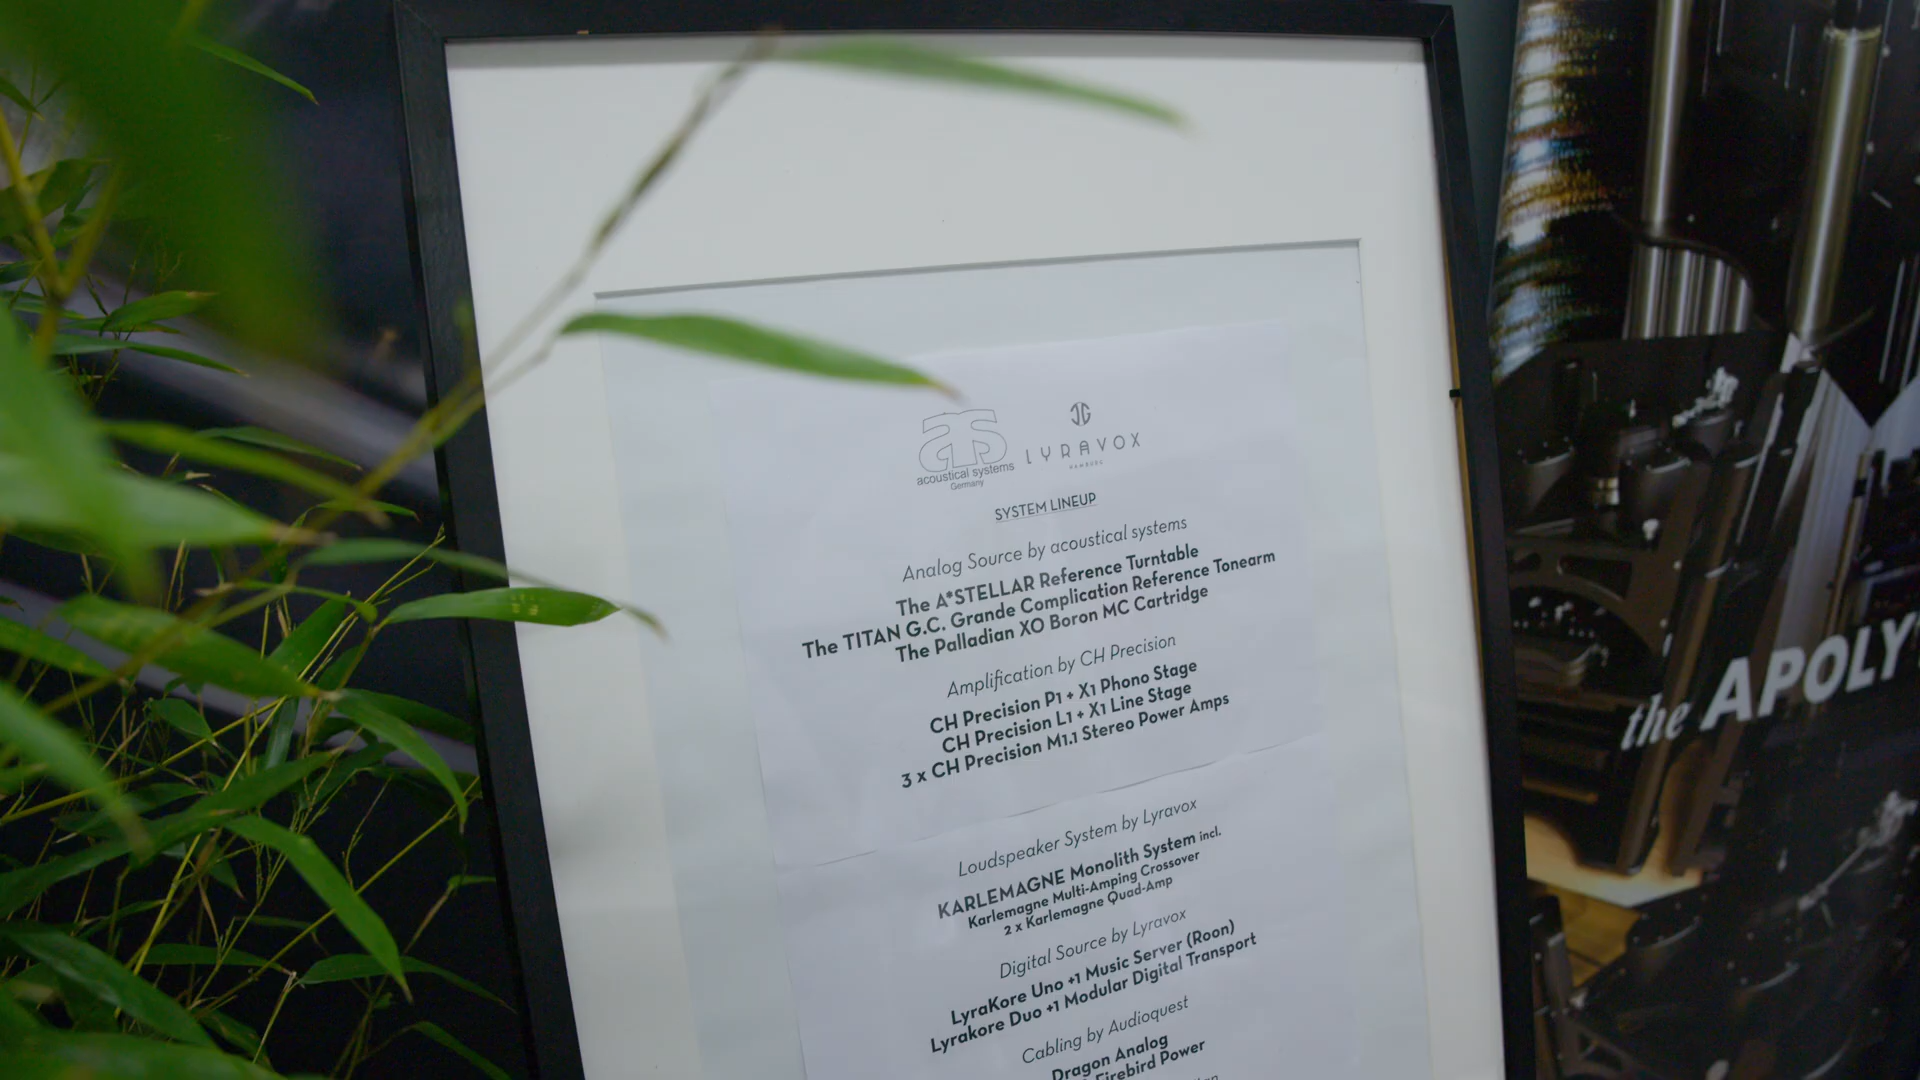 as
acoustical systems
Germany
LYRAVOX
HAMBURG
SYSTEM LINEUP
Analog Source by acoustical systems
The A*STELLAR Reference Turntable
The TITAN G.C. Grande Complication Reference Tonearm
The Palladian XO Boron MC Cartridge
Amplification by CH Precision
CH Precision P1 + X1 Phono Stage
CH Precision L1 + X1 Line Stage
3 x CH Precision M1.1 Stereo Power Amps
Loudspeaker System by Lyravox
KARLEMAGNE Monolith System incl.
Karlemagne Multi-Amping Crossover
2 x Karlemagne Quad-Amp
Digital Source by Lyravox
LyraKore Uno +1 Music Server (Roon)
Lyrakore Duo +1 Modular Digital Transport
Cabling by Audioquest
Dragon Analog
Firebird Power
the APOLY